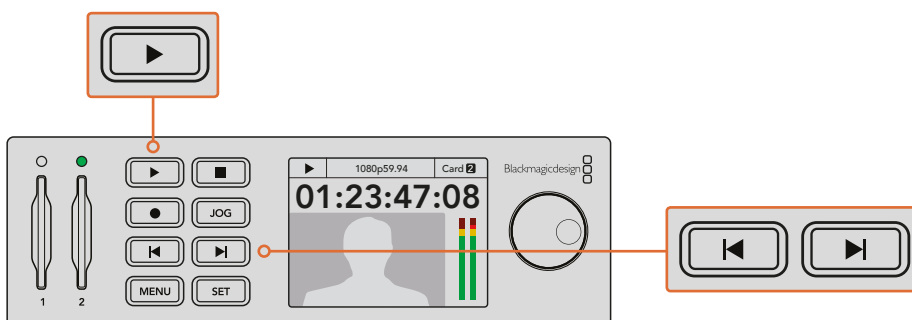 1080p59.94
Card 2
Blackmagicdesign
01:23:47:08
JOG
MENU
SET
1
2